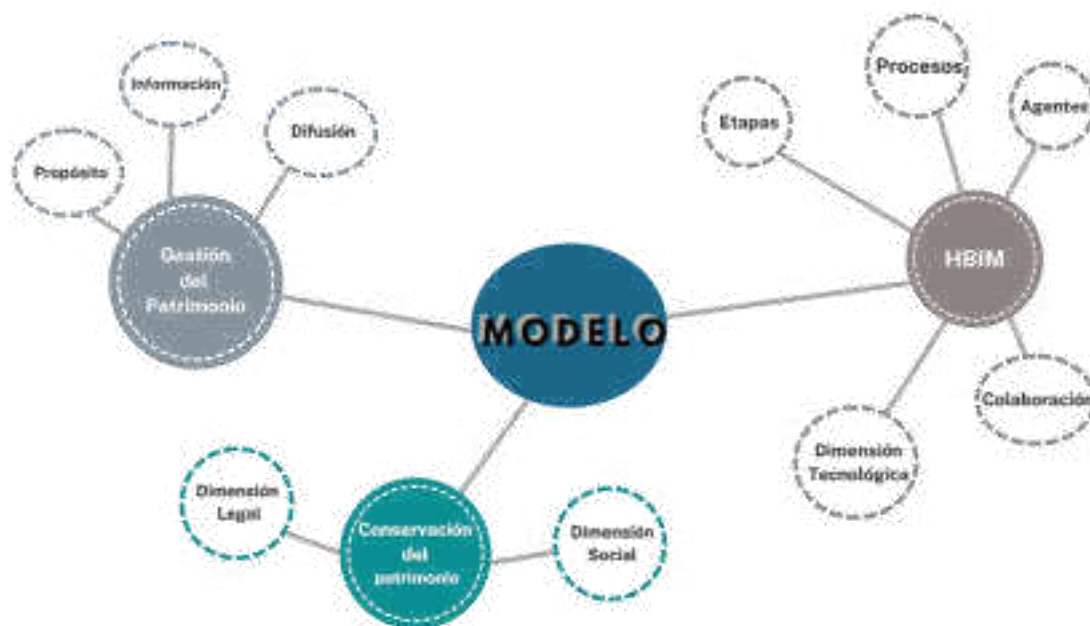 Información
Propósito
Difusión
Gestión
del
Patrimonio
MODELO
Etapas
Procesos
Agentes
HBIM
Colaboración
Dimensión
Tecnológica
Dimensión
Legal
Conservación
del
patrimonio
Dimensión
Social